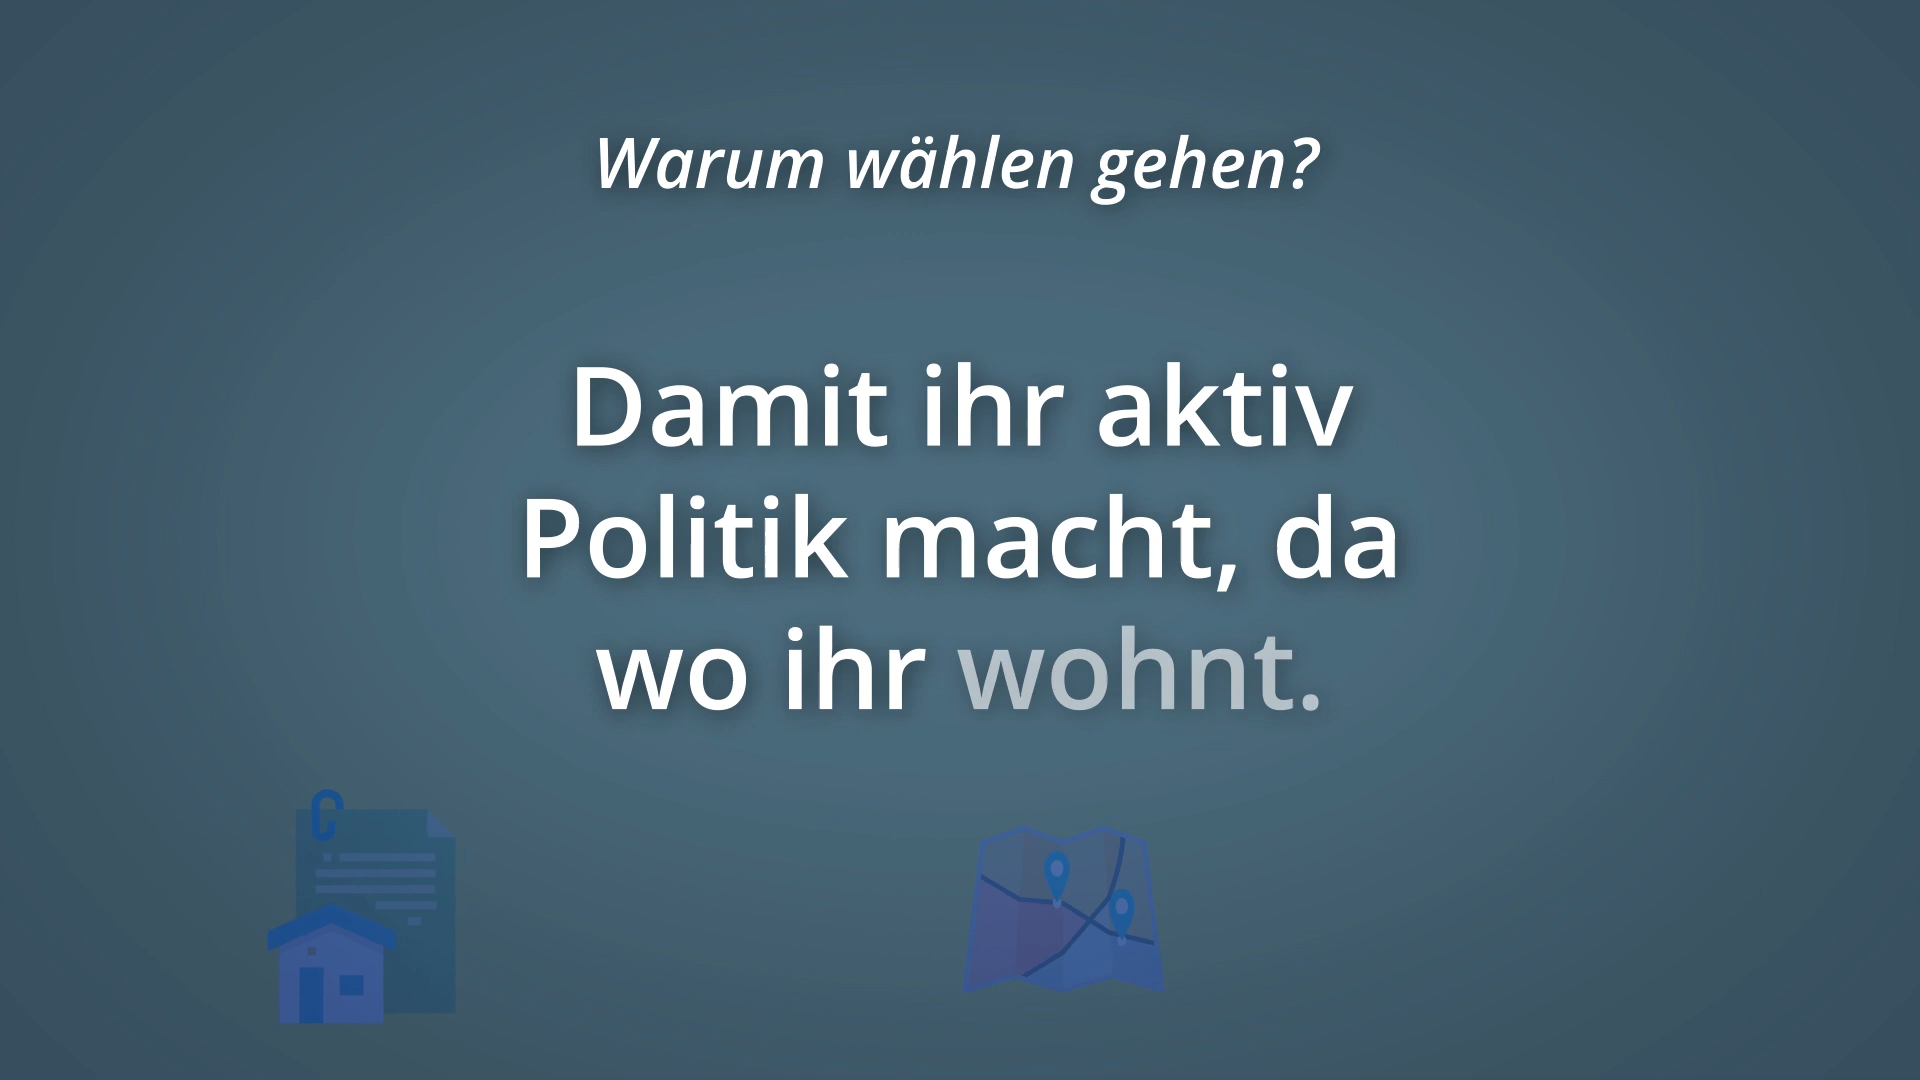 Warum wählen gehen?
Damit ihr aktiv
Politik macht, da
wo ihr wohnt.